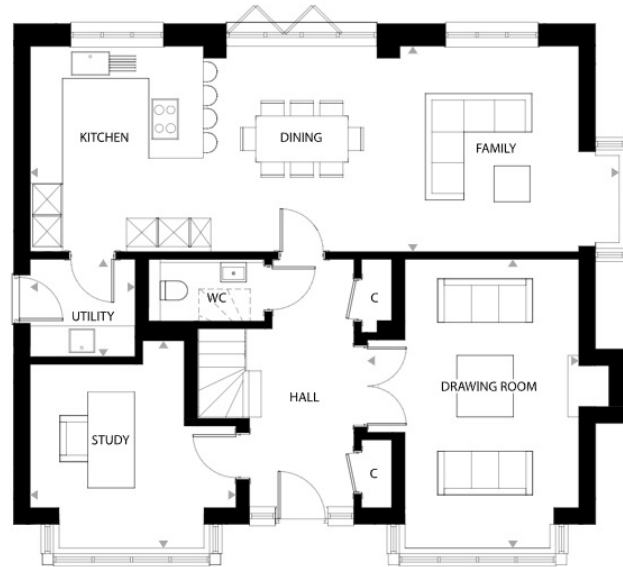 KITCHEN
DINING
FAMILY
WC
C
UTILITY
DRAWING ROOM
HALL
STUDY
C